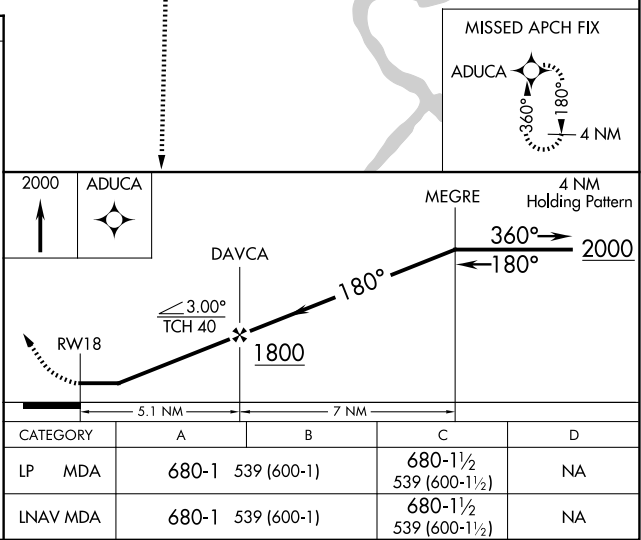 MISSED APCH FIX
ADUCA
360°
180°
4 NM
2000
ADUCA
MEGRE
4 NM
Holding Pattern
360°
180°
2000
DAVCA
180°
3.00°
TCH 40
RW18
1800
5.1 NM
7 NM
CATEGORY A B C D
LP MDA 680-1 539 (600-1) 680-1½ 539 (600-1½) NA
LNAV MDA 680-1 539 (600-1) 680-1½ 539 (600-1½) NA